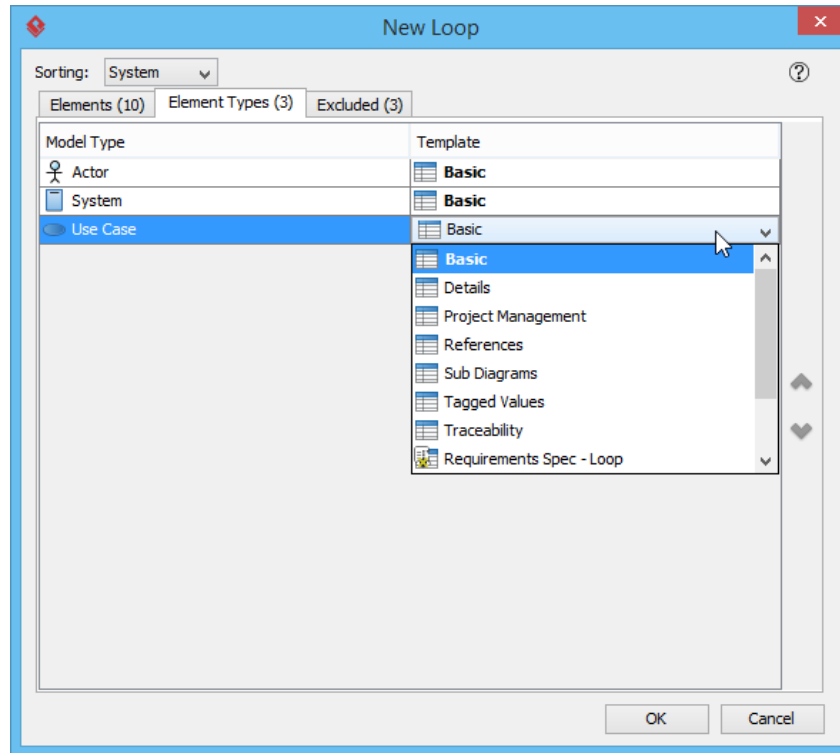 New Loop
Sorting: System
Elements (10) Element Types (3) Excluded (3)
Model Type Template
Actor Basic
System Basic
Use Case Basic
Basic
Details
Project Management
References
Sub Diagrams
Tagged Values
Traceability
Requirements Spec - Loop
OK Cancel